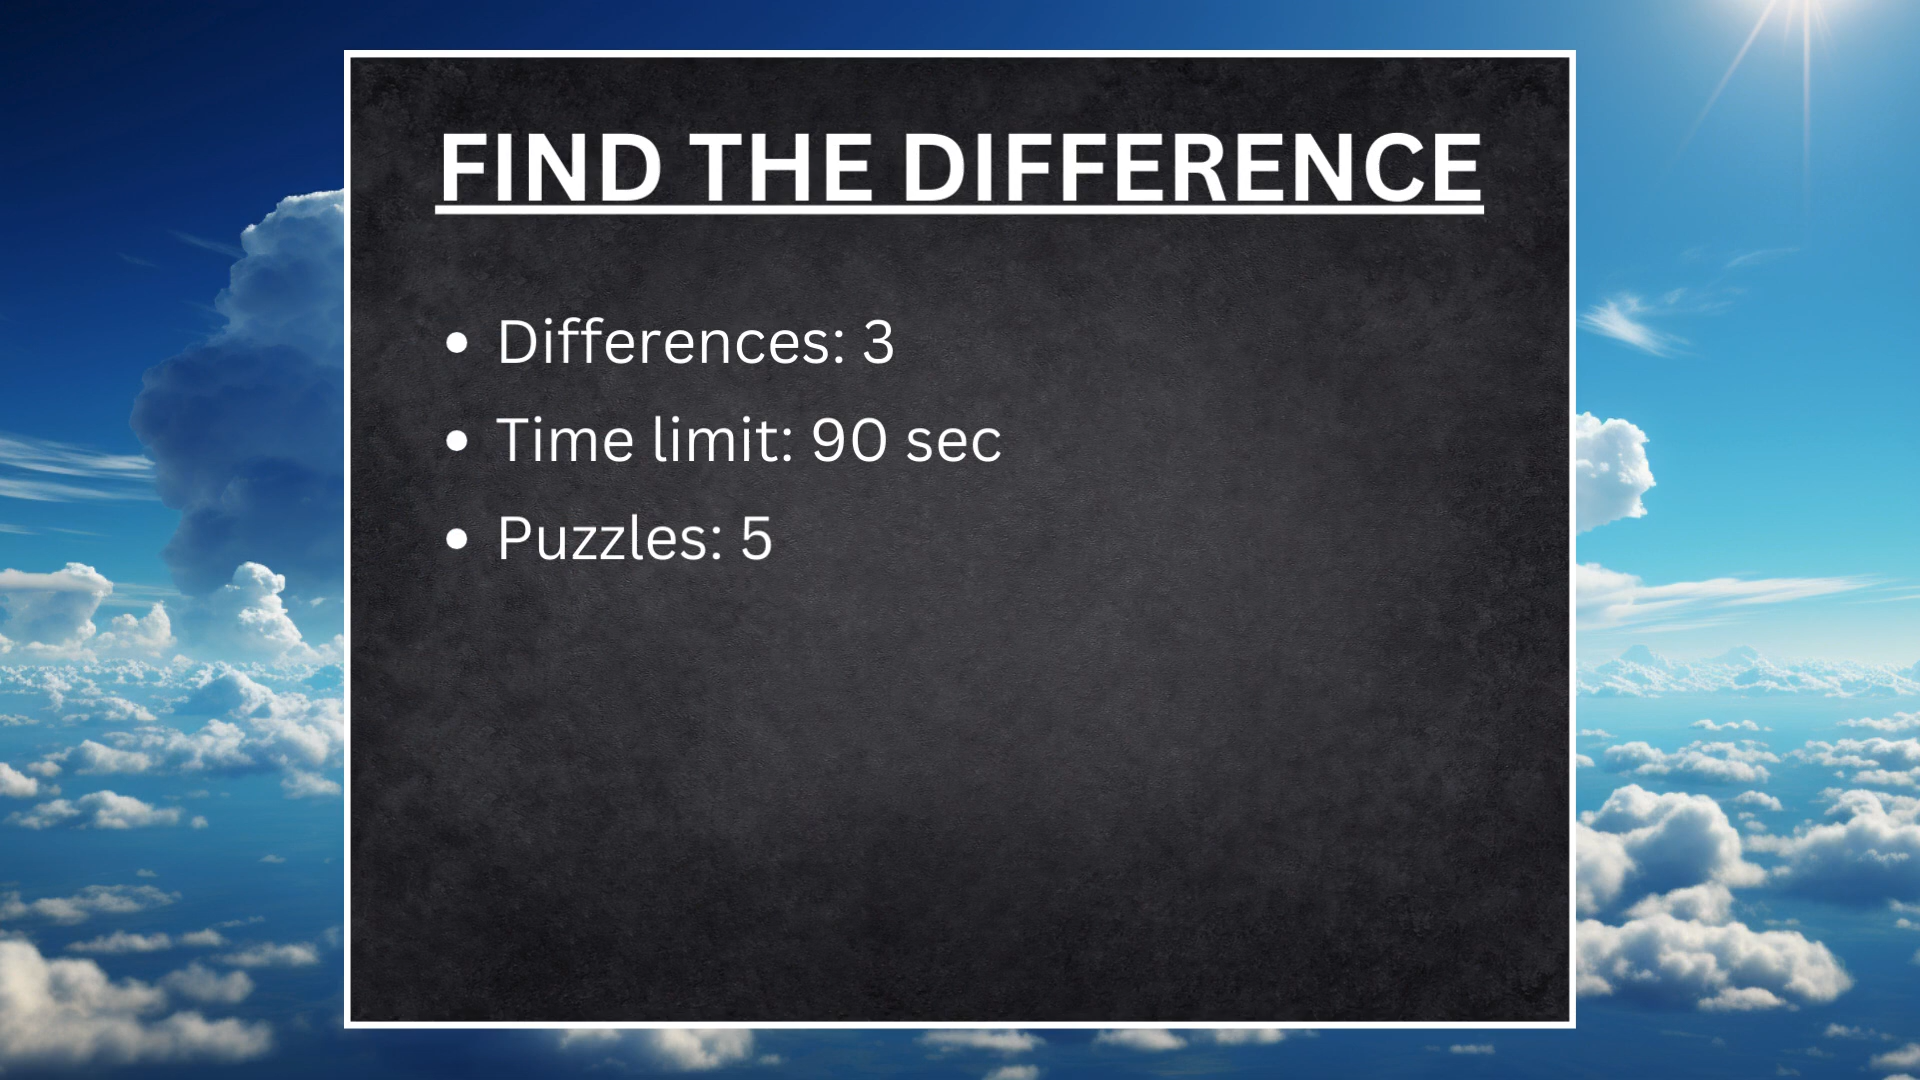 FIND THE DIFFERENCE
• Differences: 3
• Time limit: 90 sec
• Puzzles: 5